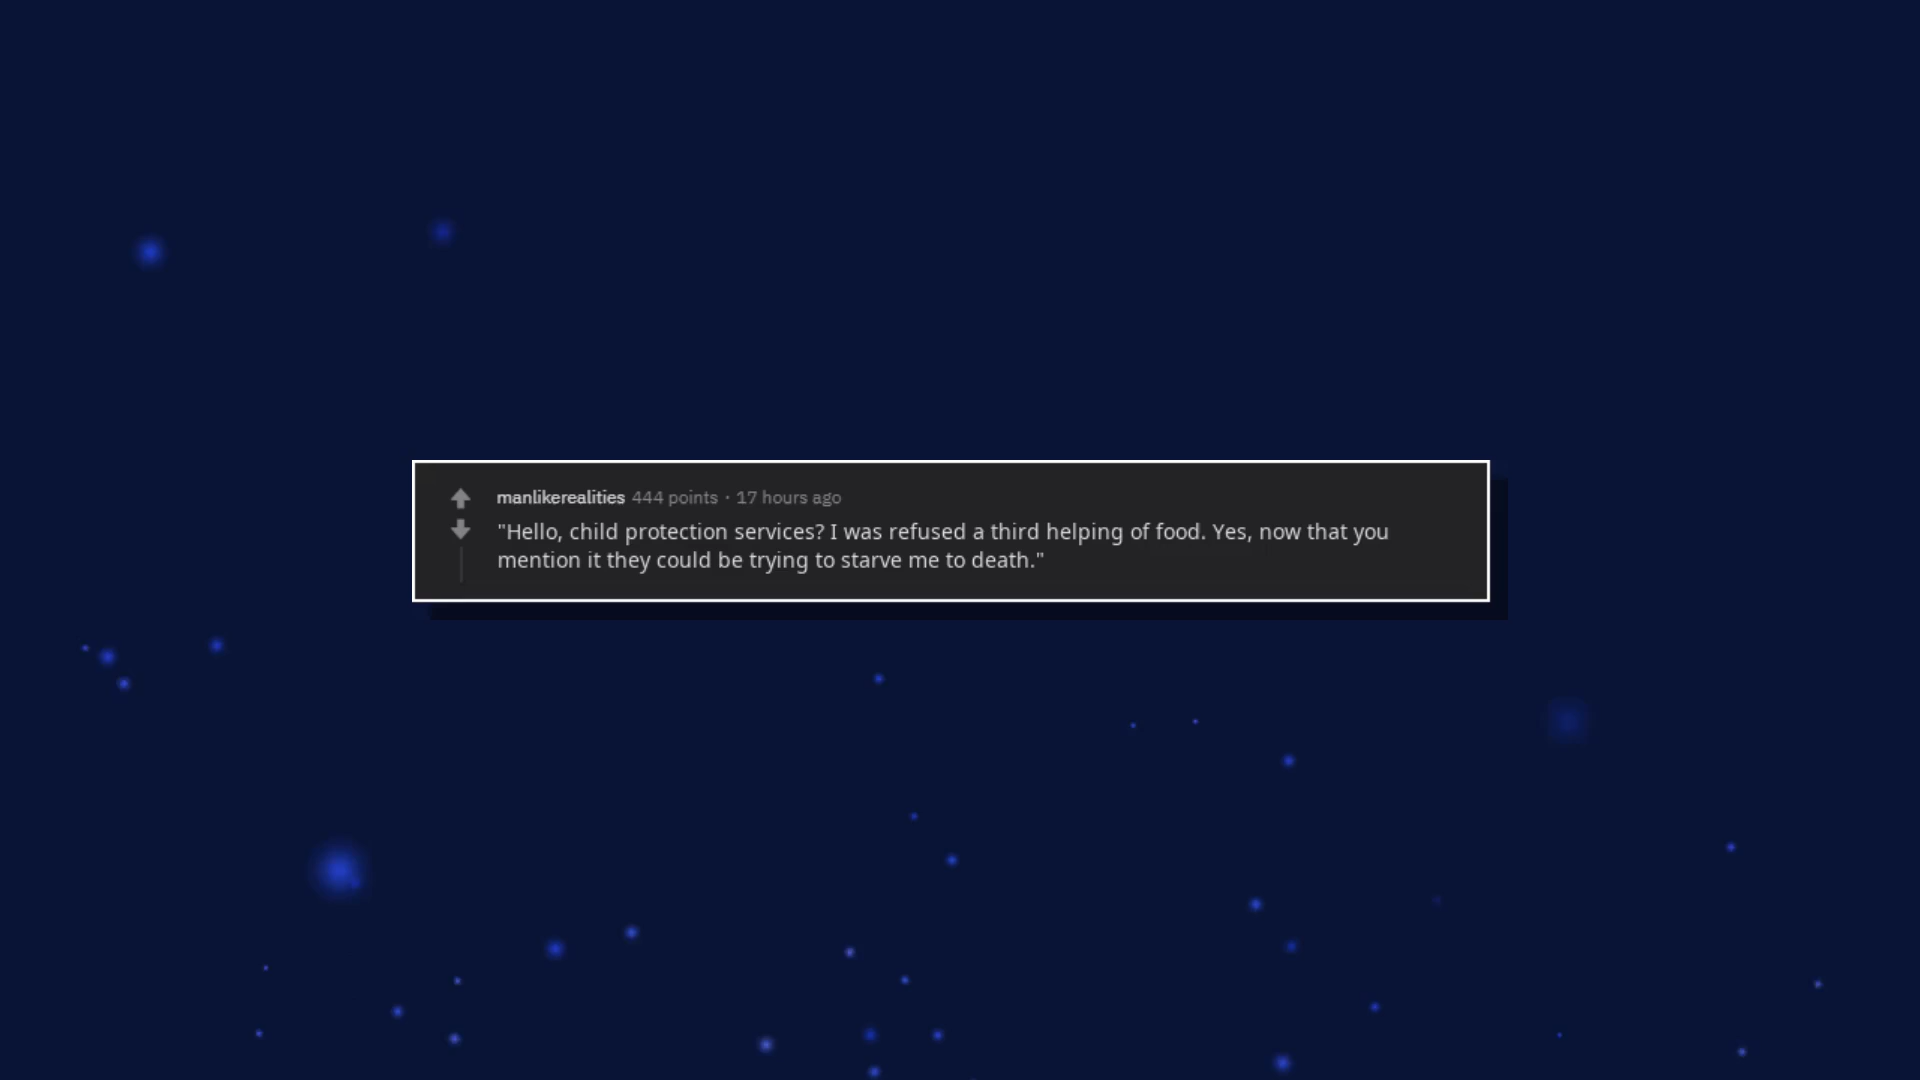 manlikerealities 444 points · 17 hours ago
"Hello, child protection services? I was refused a third helping of food. Yes, now that you
mention it they could be trying to starve me to death."